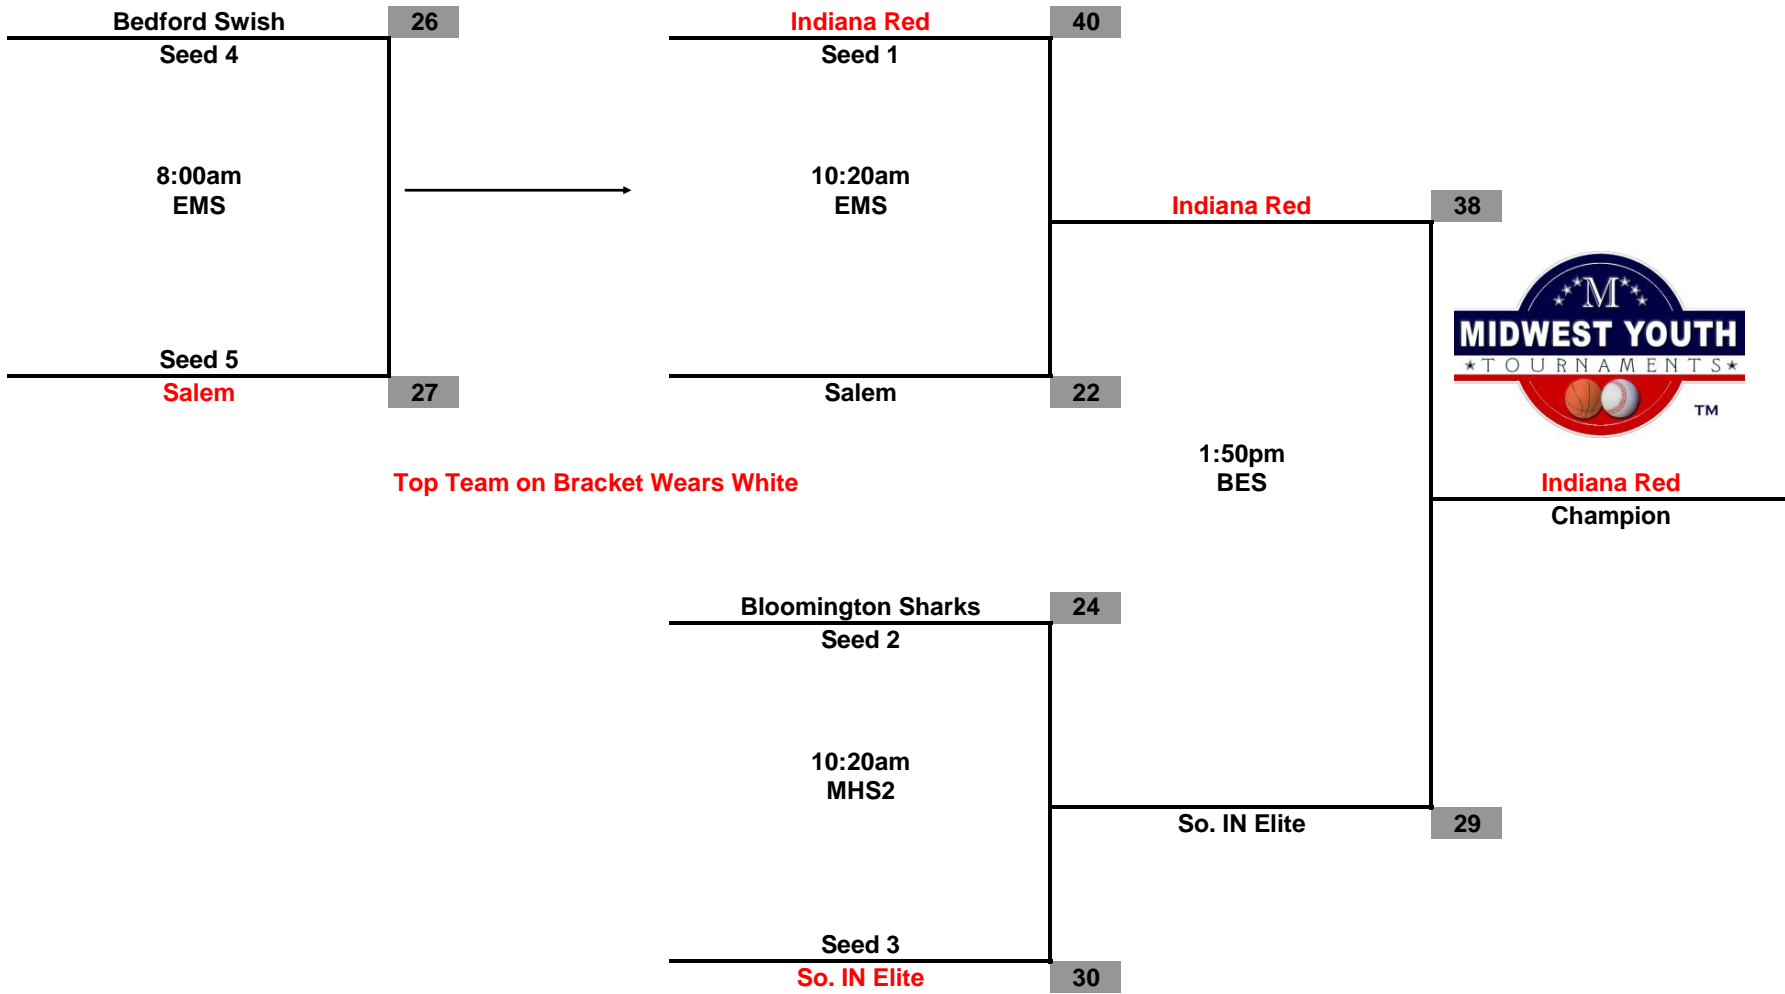 Bedford Swish 26
Seed 4
8:00am
EMS
Seed 5
Salem 27
Indiana Red 40
Seed 1
10:20am
EMS
Salem 22
Indiana Red 38
M
MIDWEST YOUTH
TOURNAMENTS
TM
Top Team on Bracket Wears White
1:50pm
BES
Indiana Red
Champion
Bloomington Sharks 24
Seed 2
10:20am
MHS2
So. IN Elite 29
Seed 3
So. IN Elite 30